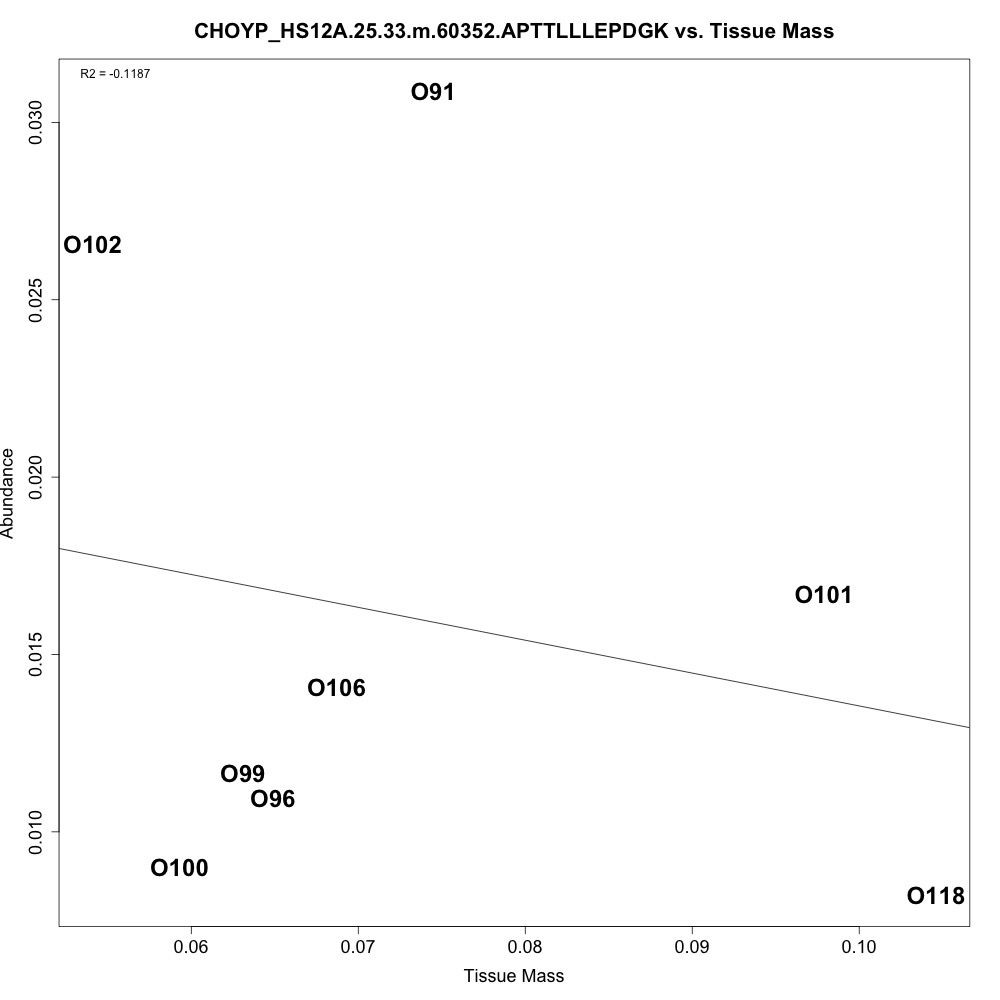 CHOYP_HS12A.25.33.m.60352.APTTLLLEPDGK vs. Tissue Mass
R2 = -0.1187
O91
0.030
O102
0.025
Abundance
0.020
O101
0.015
O106
O99
O96
0.010
O100
O118
0.06 0.07 0.08 0.09 0.10
Tissue Mass